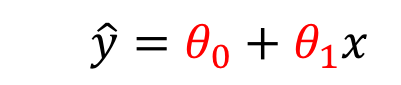 ŷ = θ₀ + θ₁x